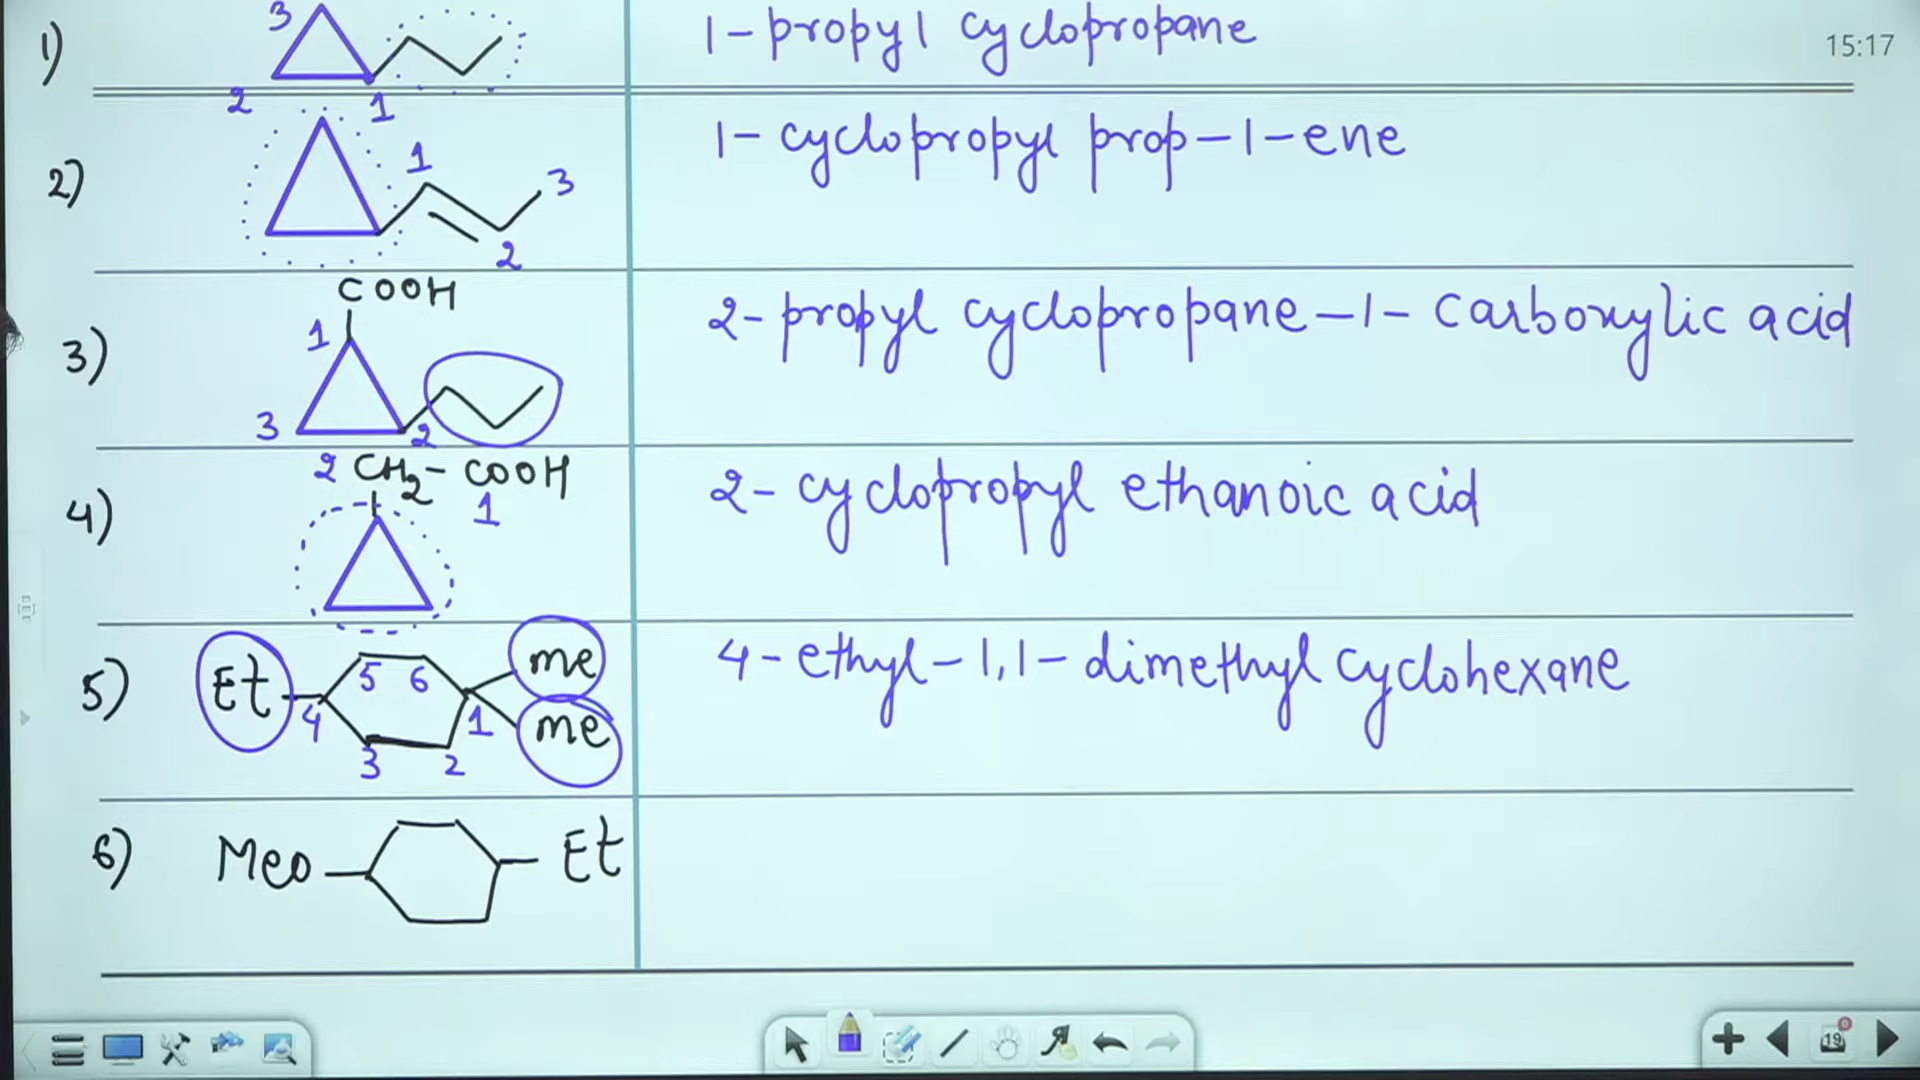 1) 3 2 1 1-propyl cyclopropane
15:17
2) 1 2 3 1-cyclopropyl prop-1-ene
COOH
3) 1 3 2 2-propyl cyclopropane-1-carboxylic acid
2 CH2-COOH
4) 1 2-cyclopropyl ethanoic acid
5) Et 4 5 6 1 me me 3 2 4-ethyl-1,1-dimethyl cyclohexane
6) Meo Et
19